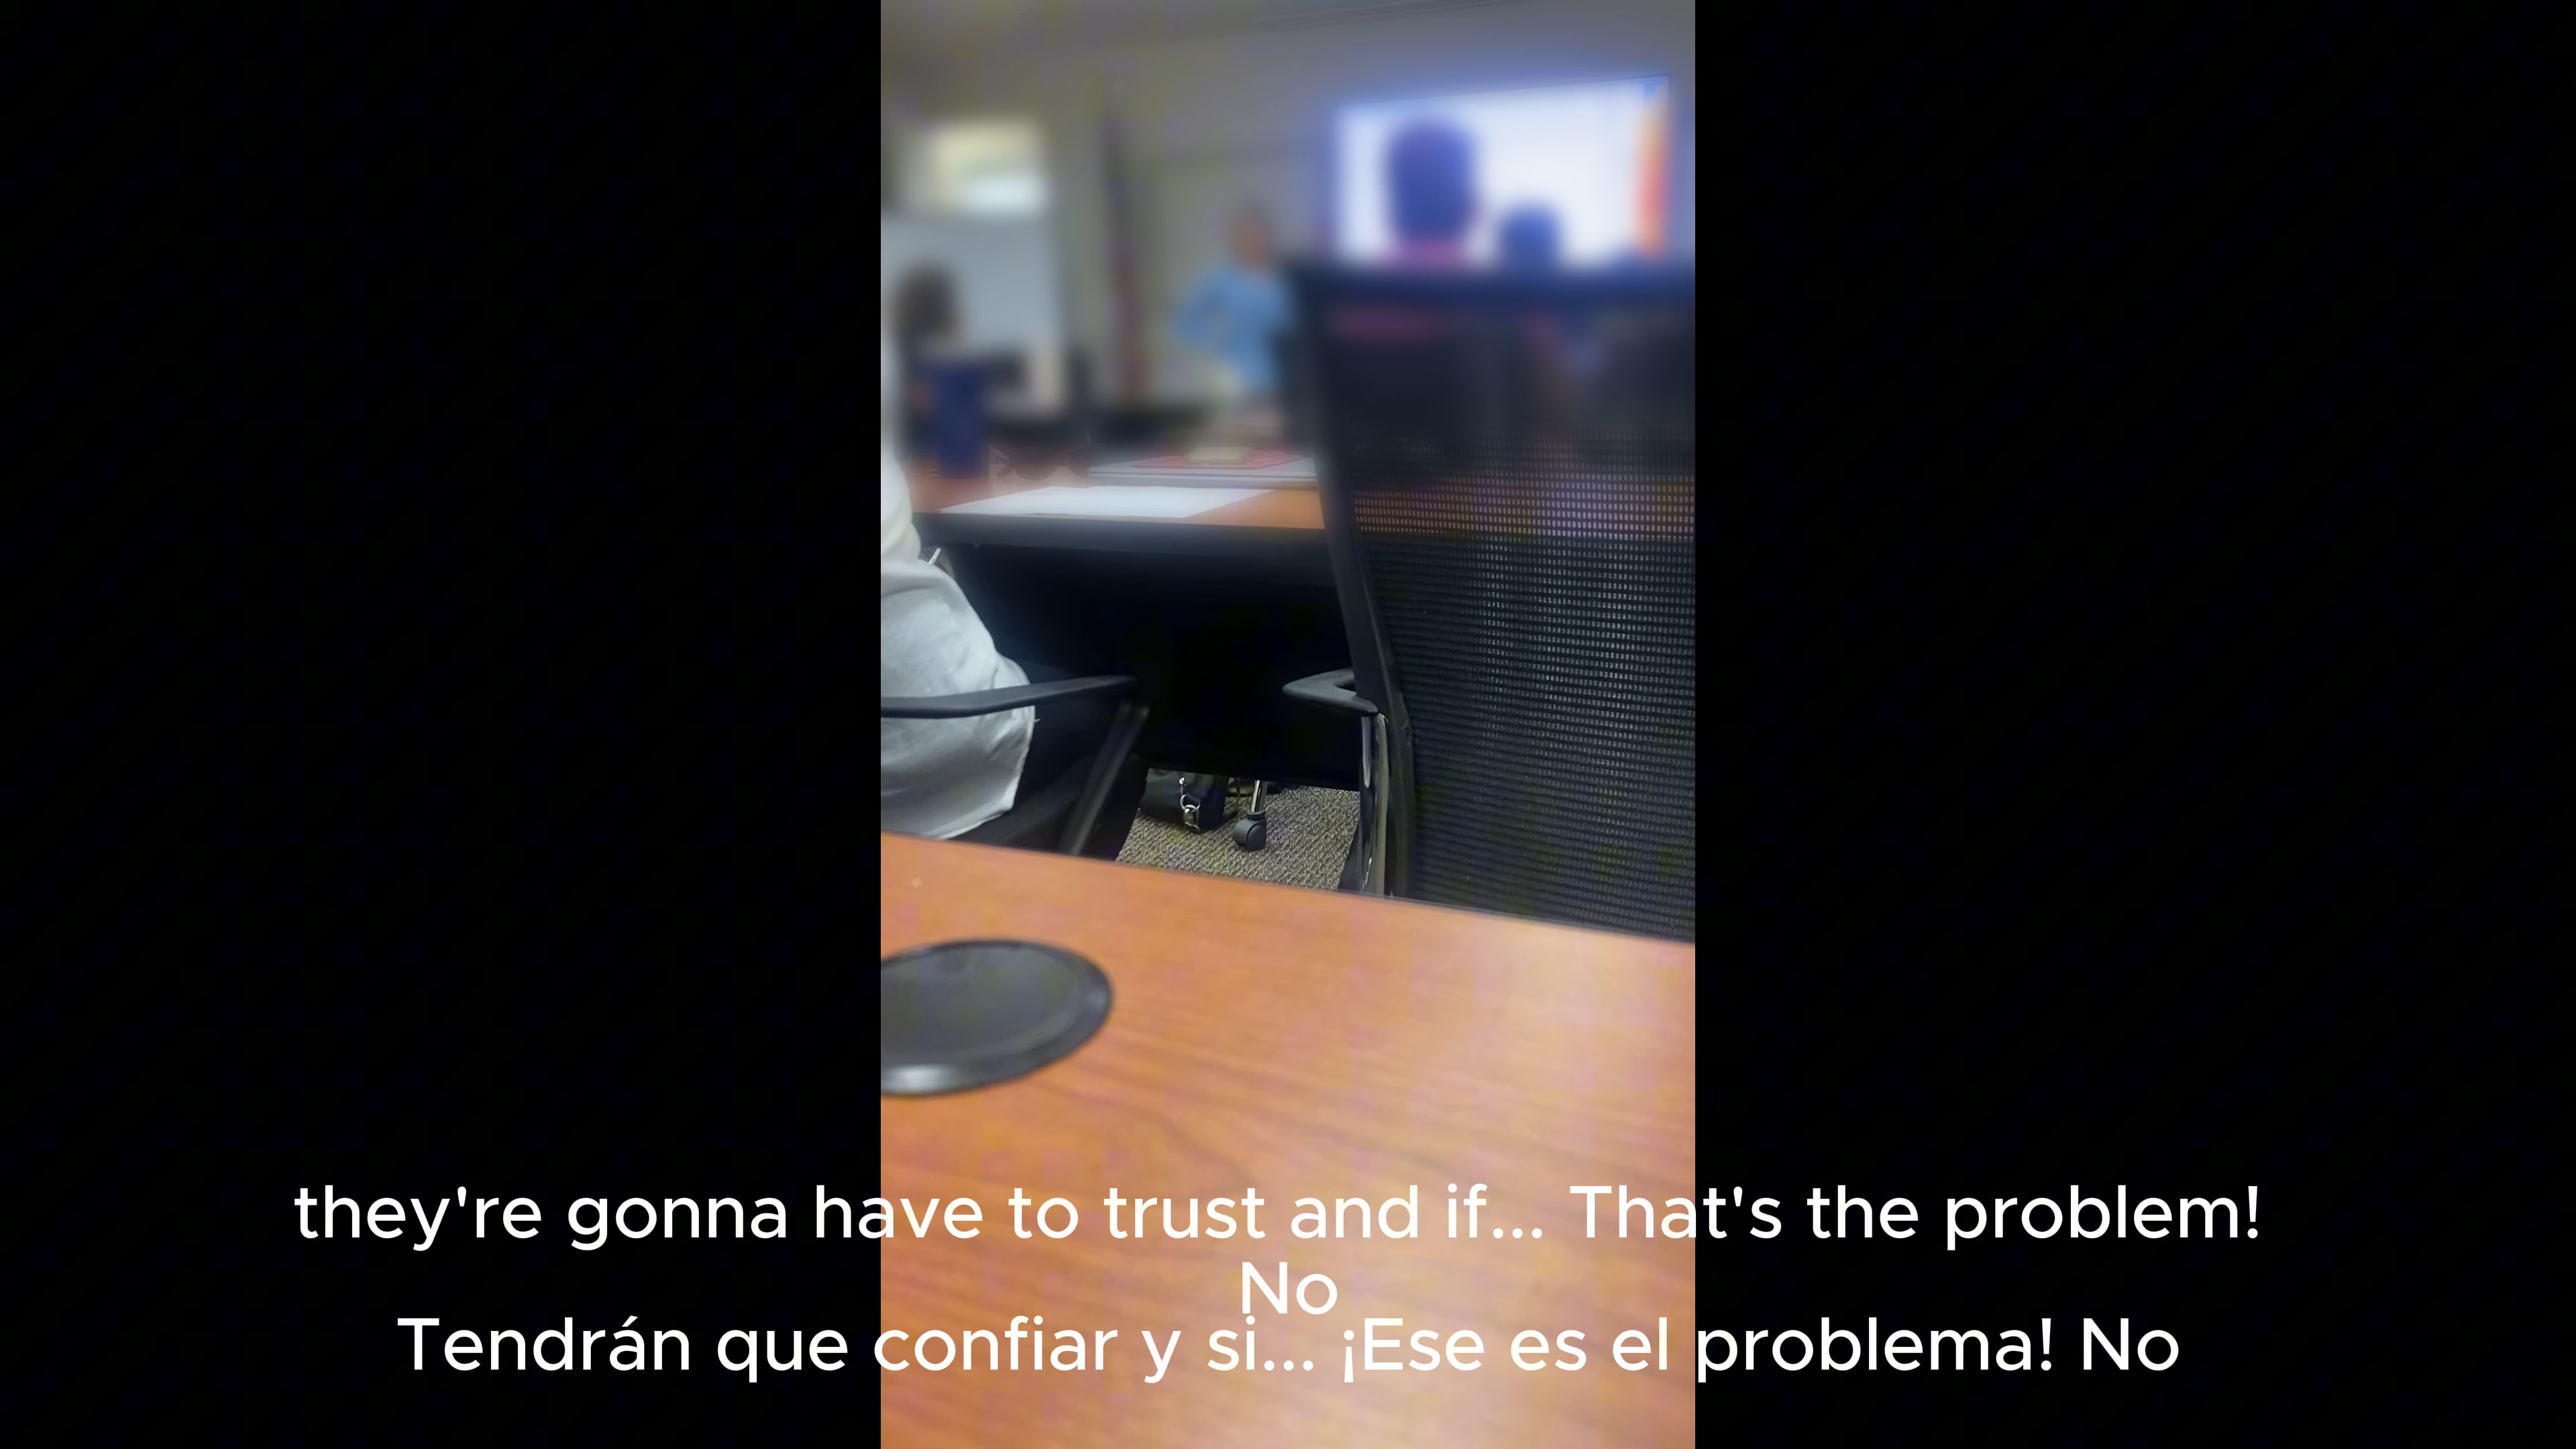 they're gonna have to trust and if... That's the problem!
No
Tendrán que confiar y si... ¡Ese es el problema! No